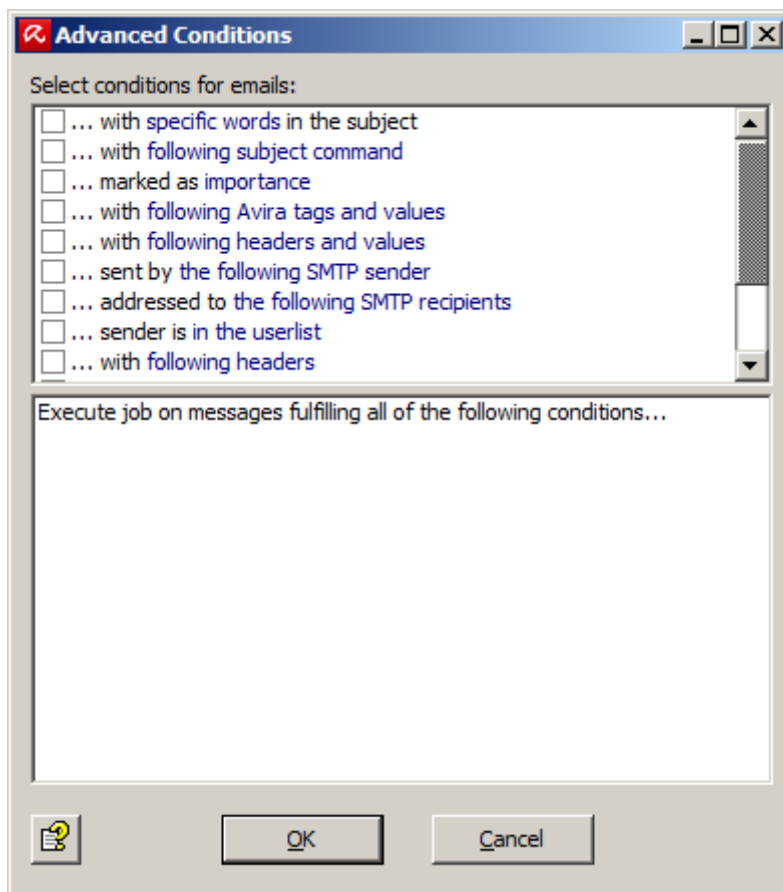 Advanced Conditions
Select conditions for emails:
... with specific words in the subject
... with following subject command
... marked as importance
... with following Avira tags and values
... with following headers and values
... sent by the following SMTP sender
... addressed to the following SMTP recipients
... sender is in the userlist
... with following headers
Execute job on messages fulfilling all of the following conditions...
OK
Cancel